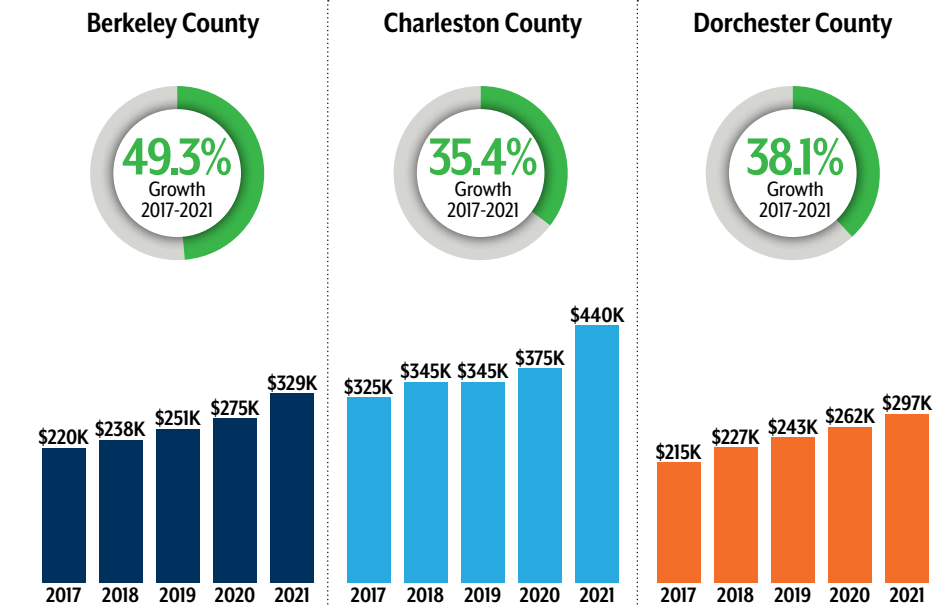 Berkeley County
49.3%
Growth
2017-2021
$220K
$238K
$251K
$275K
$329K
2017
2018
2019
2020
2021
Charleston County
35.4%
Growth
2017-2021
$325K
$345K
$345K
$375K
$440K
2017
2018
2019
2020
2021
Dorchester County
38.1%
Growth
2017-2021
$215K
$227K
$243K
$262K
$297K
2017
2018
2019
2020
2021